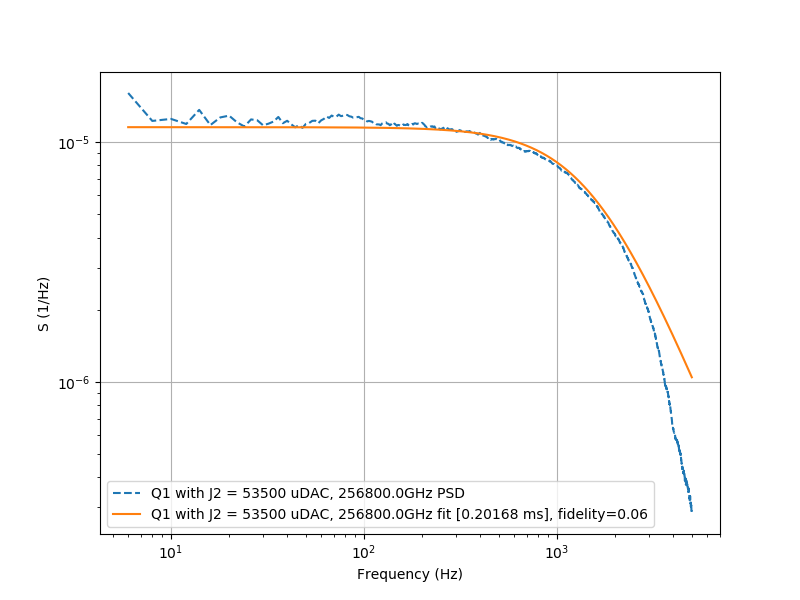 S (1/Hz)
10⁻⁵
10⁻⁶
Q1 with J2 = 53500 uDAC, 256800.0GHz PSD
Q1 with J2 = 53500 uDAC, 256800.0GHz fit [0.20168 ms], fidelity=0.06
10¹ 10² 10³
Frequency (Hz)